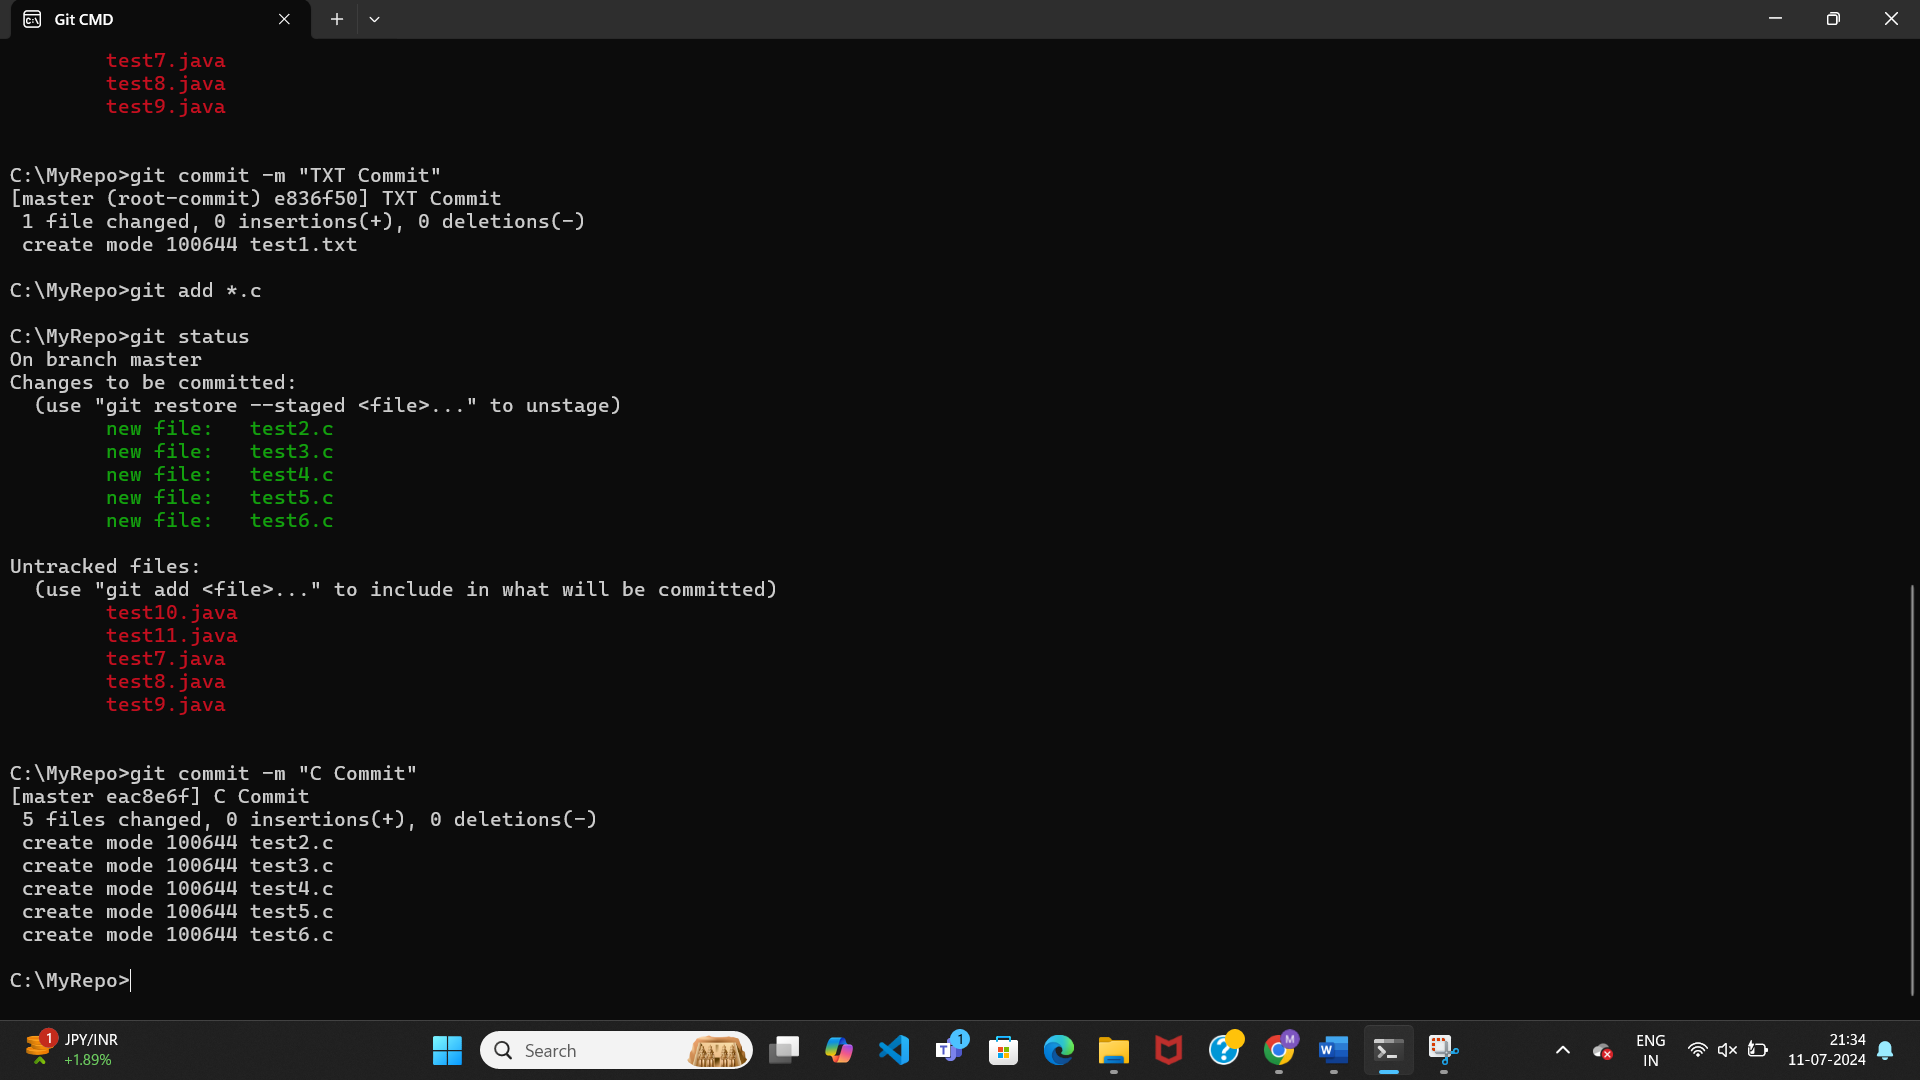 Git CMD
test7.java
test8.java
test9.java
C:\MyRepo>git commit -m "TXT Commit"
[master (root-commit) e836f50] TXT Commit
1 file changed, 0 insertions(+), 0 deletions(-)
create mode 100644 test1.txt
C:\MyRepo>git add *.c
C:\MyRepo>git status
On branch master
Changes to be committed:
(use "git restore --staged <file>..." to unstage)
new file:   test2.c
new file:   test3.c
new file:   test4.c
new file:   test5.c
new file:   test6.c
Untracked files:
(use "git add <file>..." to include in what will be committed)
test10.java
test11.java
test7.java
test8.java
test9.java
C:\MyRepo>git commit -m "C Commit"
[master eac8e6f] C Commit
5 files changed, 0 insertions(+), 0 deletions(-)
create mode 100644 test2.c
create mode 100644 test3.c
create mode 100644 test4.c
create mode 100644 test5.c
create mode 100644 test6.c
C:\MyRepo>
1
JPY/INR
+1.89%
Search
1
M
ENG
IN
21:34
11-07-2024